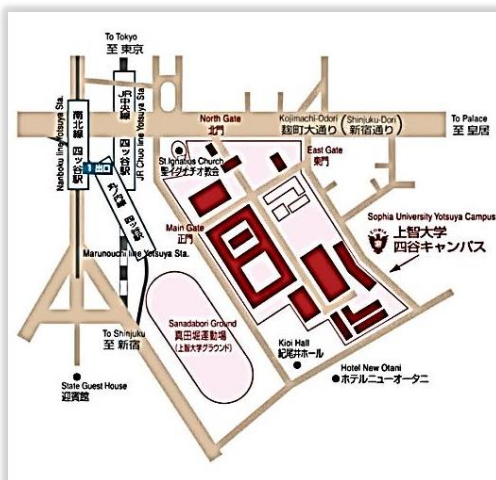 To Tokyo
至 東京
Nanboku line Yotsuya Sta.
南北線 四ツ谷駅
JR中央線 四ツ谷駅
JR Chuo line Yotsuya Sta.
North Gate
北門
Kojimachi-Odori (Shinjuku-Dori)
麹町大通り(新宿通り)
To Palace
至 皇居
St Ignatius Church
聖イグナチオ教会
East Gate
東門
1 出口
丸ノ内線 四ツ谷駅
Marunouchi line Yotsuya Sta.
Main Gate
正門
Sophia University Yotsuya Campus
上智大学
四谷キャンパス
Sanadabori Ground
真田堀運動場
(上智大学グラウンド)
To Shinjuku
至 新宿
Kioi Hall
紀尾井ホール
State Guest House
迎賓館
Hotel New Otani
ホテルニューオータニ